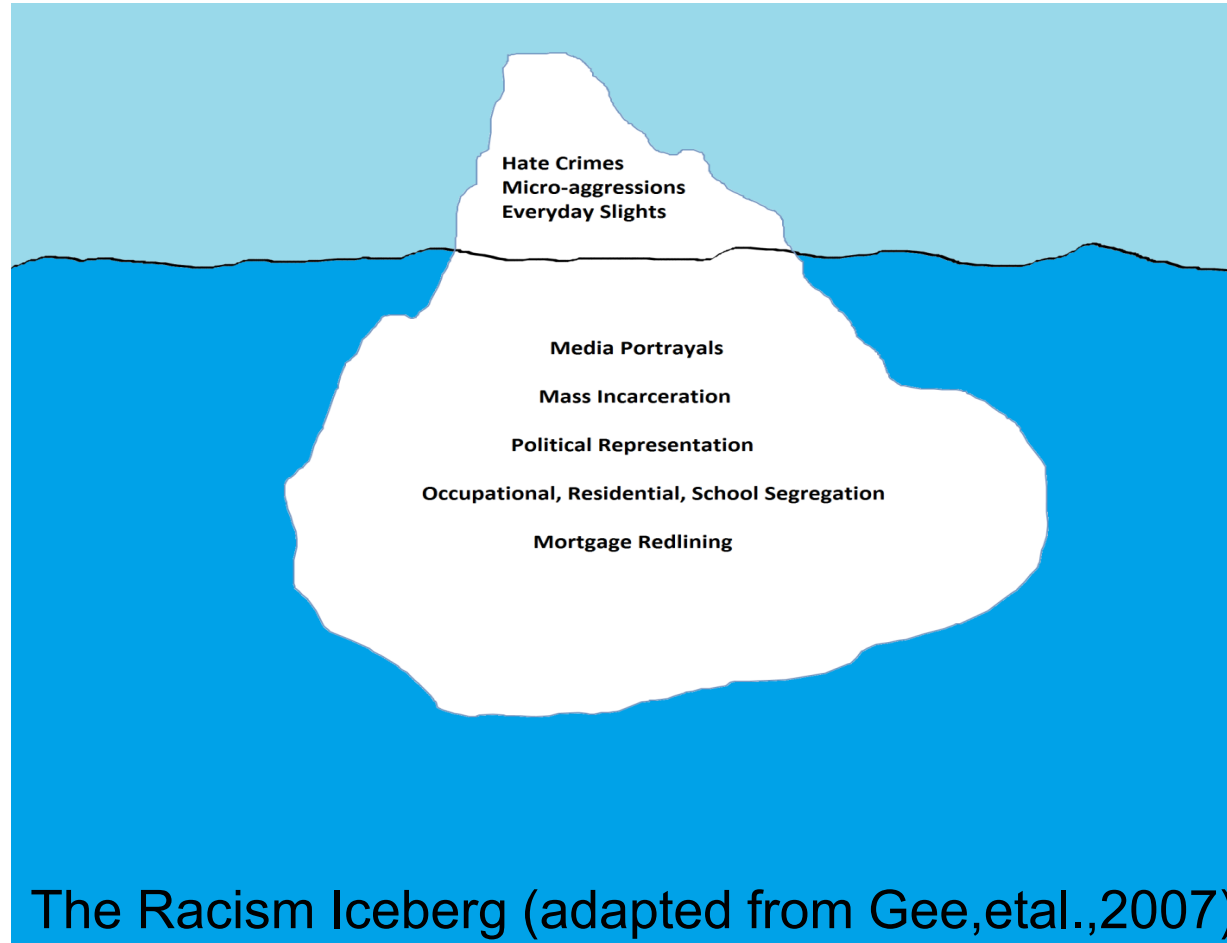 Hate Crimes
Micro-aggressions
Everyday Slights
Media Portrayals
Mass Incarceration
Political Representation
Occupational, Residential, School Segregation
Mortgage Redlining
The Racism Iceberg (adapted from Gee,etal.,2007)